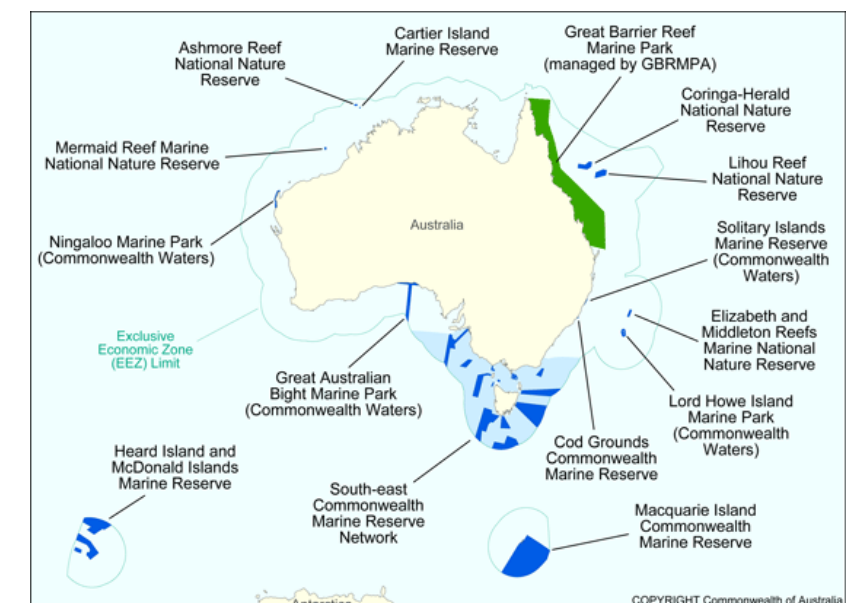 Ashmore Reef
National Nature
Reserve
Cartier Island
Marine Reserve
Great Barrier Reef
Marine Park
(managed by GBRMPA)
Coringa-Herald
National Nature
Reserve
Mermaid Reef Marine
National Nature Reserve
Lihou Reef
National Nature
Reserve
Australia
Ningaloo Marine Park
(Commonwealth Waters)
Solitary Islands
Marine Reserve
(Commonwealth
Waters)
Exclusive
Economic Zone
(EEZ) Limit
Elizabeth and
Middleton Reefs
Marine National
Nature Reserve
Great Australian
Bight Marine Park
(Commonwealth Waters)
Lord Howe Island
Marine Park
(Commonwealth
Waters)
Cod Grounds
Commonwealth
Marine Reserve
Heard Island and
McDonald Islands
Marine Reserve
South-east
Commonwealth
Marine Reserve
Network
Macquarie Island
Commonwealth
Marine Reserve
Antarctica
COPYRIGHT Commonwealth of Australia